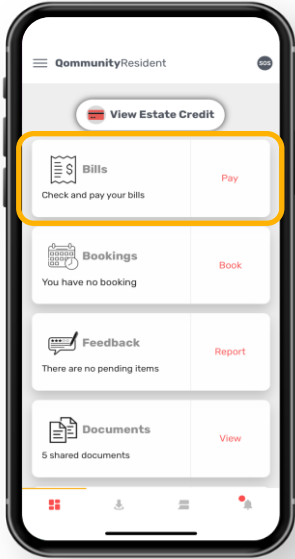 QommunityResident
SOS
View Estate Credit
$
Bills
Pay
Check and pay your bills
Bookings
Book
You have no booking
Feedback
Report
There are no pending items
Documents
View
5 shared documents